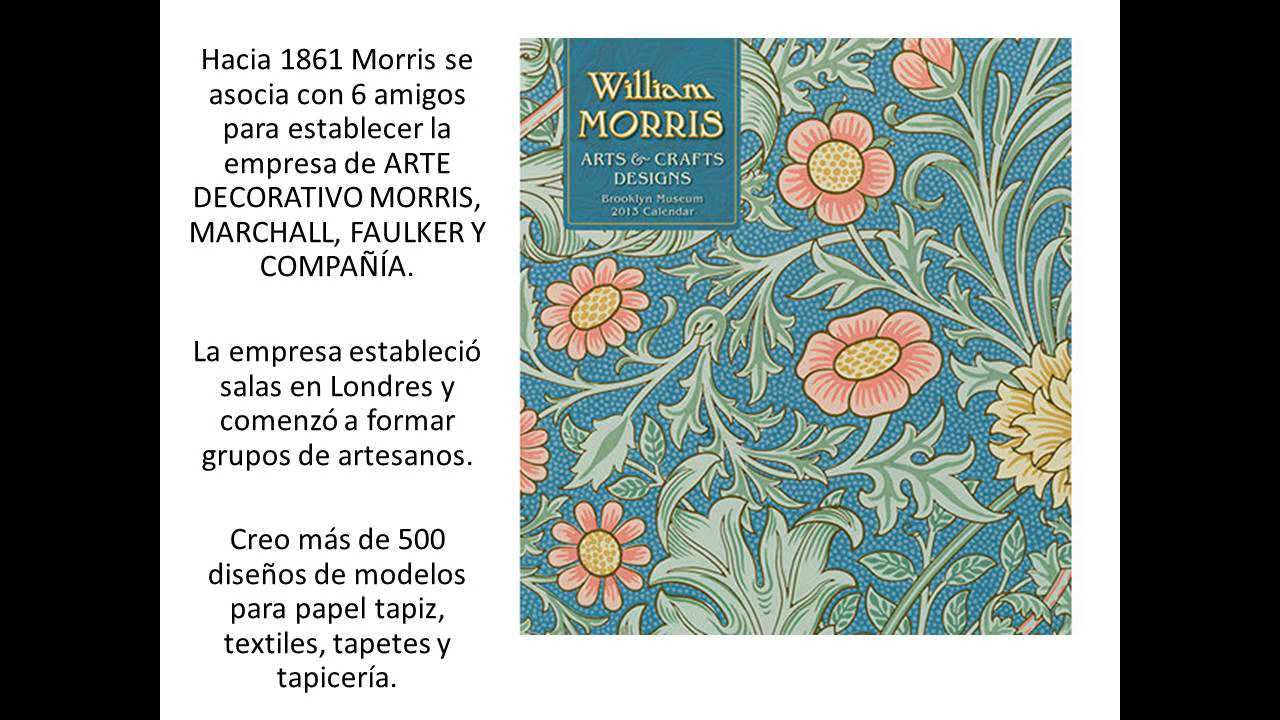 Hacia 1861 Morris se
asocia con 6 amigos
para establecer la
empresa de ARTE
DECORATIVO MORRIS,
MARCHALL, FAULKER Y
COMPAÑÍA.
La empresa estableció
salas en Londres y
comenzó a formar
grupos de artesanos.
Creo más de 500
diseños de modelos
para papel tapiz,
textiles, tapetes y
tapicería.
William
MORRIS
ARTS & CRAFTS
DESIGNS
Brooklyn Museum
2013 Calendar